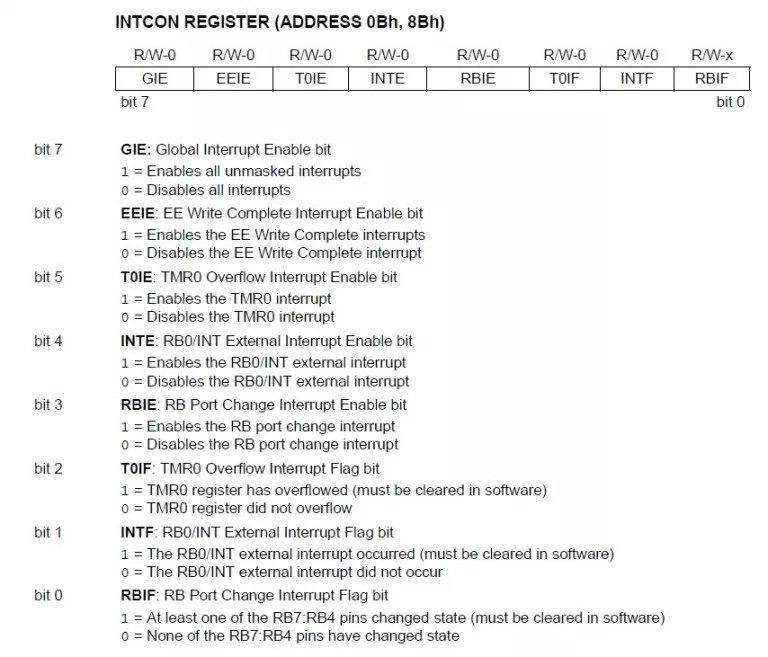 INTCON REGISTER (ADDRESS 0Bh, 8Bh)
R/W-0 R/W-0 R/W-0 R/W-0 R/W-0 R/W-0 R/W-0 R/W-x
GIE EEIE T0IE INTE RBIE T0IF INTF RBIF
bit 7 bit 0
bit 7 GIE: Global Interrupt Enable bit
1 = Enables all unmasked interrupts
0 = Disables all interrupts
bit 6 EEIE: EE Write Complete Interrupt Enable bit
1 = Enables the EE Write Complete interrupts
0 = Disables the EE Write Complete interrupt
bit 5 T0IE: TMR0 Overflow Interrupt Enable bit
1 = Enables the TMR0 interrupt
0 = Disables the TMR0 interrupt
bit 4 INTE: RB0/INT External Interrupt Enable bit
1 = Enables the RB0/INT external interrupt
0 = Disables the RB0/INT external interrupt
bit 3 RBIE: RB Port Change Interrupt Enable bit
1 = Enables the RB port change interrupt
0 = Disables the RB port change interrupt
bit 2 T0IF: TMR0 Overflow Interrupt Flag bit
1 = TMR0 register has overflowed (must be cleared in software)
0 = TMR0 register did not overflow
bit 1 INTF: RB0/INT External Interrupt Flag bit
1 = The RB0/INT external interrupt occurred (must be cleared in software)
0 = The RB0/INT external interrupt did not occur
bit 0 RBIF: RB Port Change Interrupt Flag bit
1 = At least one of the RB7:RB4 pins changed state (must be cleared in software)
0 = None of the RB7:RB4 pins have changed state